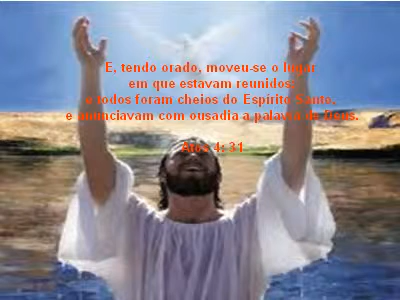 E, tendo orado, moveu-se o lugar
em que estavam reunidos;
e todos foram cheios do Espírito Santo,
e anunciavam com ousadia a palavra de Deus.
Atos 4: 31